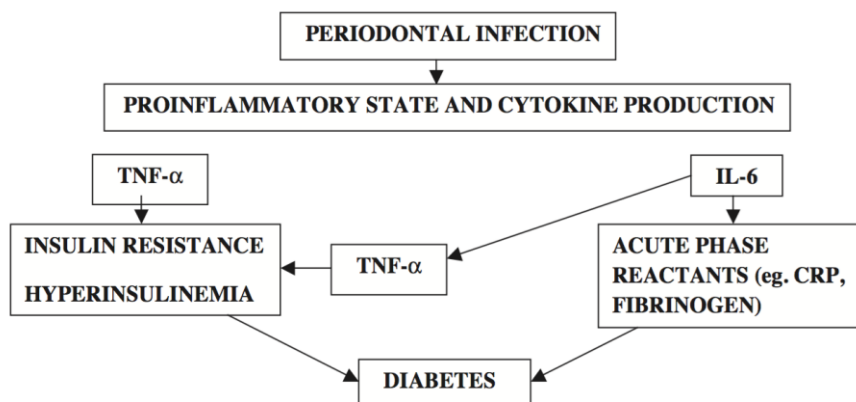 PERIODONTAL INFECTION
PROINFLAMMATORY STATE AND CYTOKINE PRODUCTION
TNF-α
IL-6
INSULIN RESISTANCE
HYPERINSULINEMIA
TNF-α
ACUTE PHASE
REACTANTS (eg. CRP,
FIBRINOGEN)
DIABETES